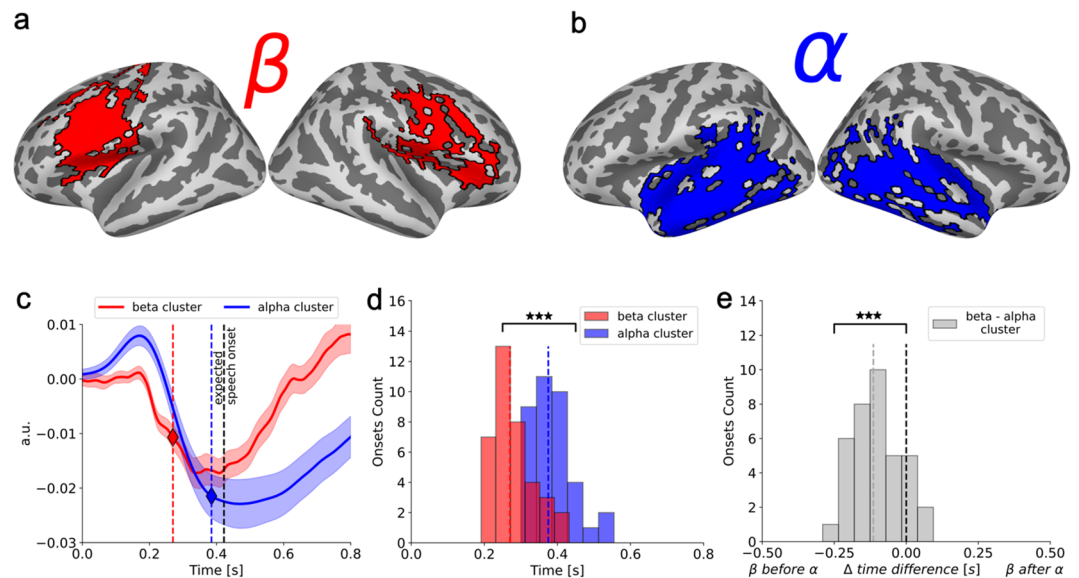 a
β
b
α
c
beta cluster
alpha cluster
0.01
0.00
−0.01
−0.02
−0.03
a.u.
expected
speech onset
0.0
0.2
0.4
0.6
0.8
Time [s]
d
16
14
12
10
8
6
4
2
0
Onsets Count
★★★
beta cluster
alpha cluster
0.0
0.2
0.4
0.6
0.8
Time [s]
e
16
14
12
10
8
6
4
2
0
Onsets Count
★★★
beta - alpha
cluster
−0.50
−0.25
0.00
0.25
0.50
β before α
Δ time difference [s]
β after α